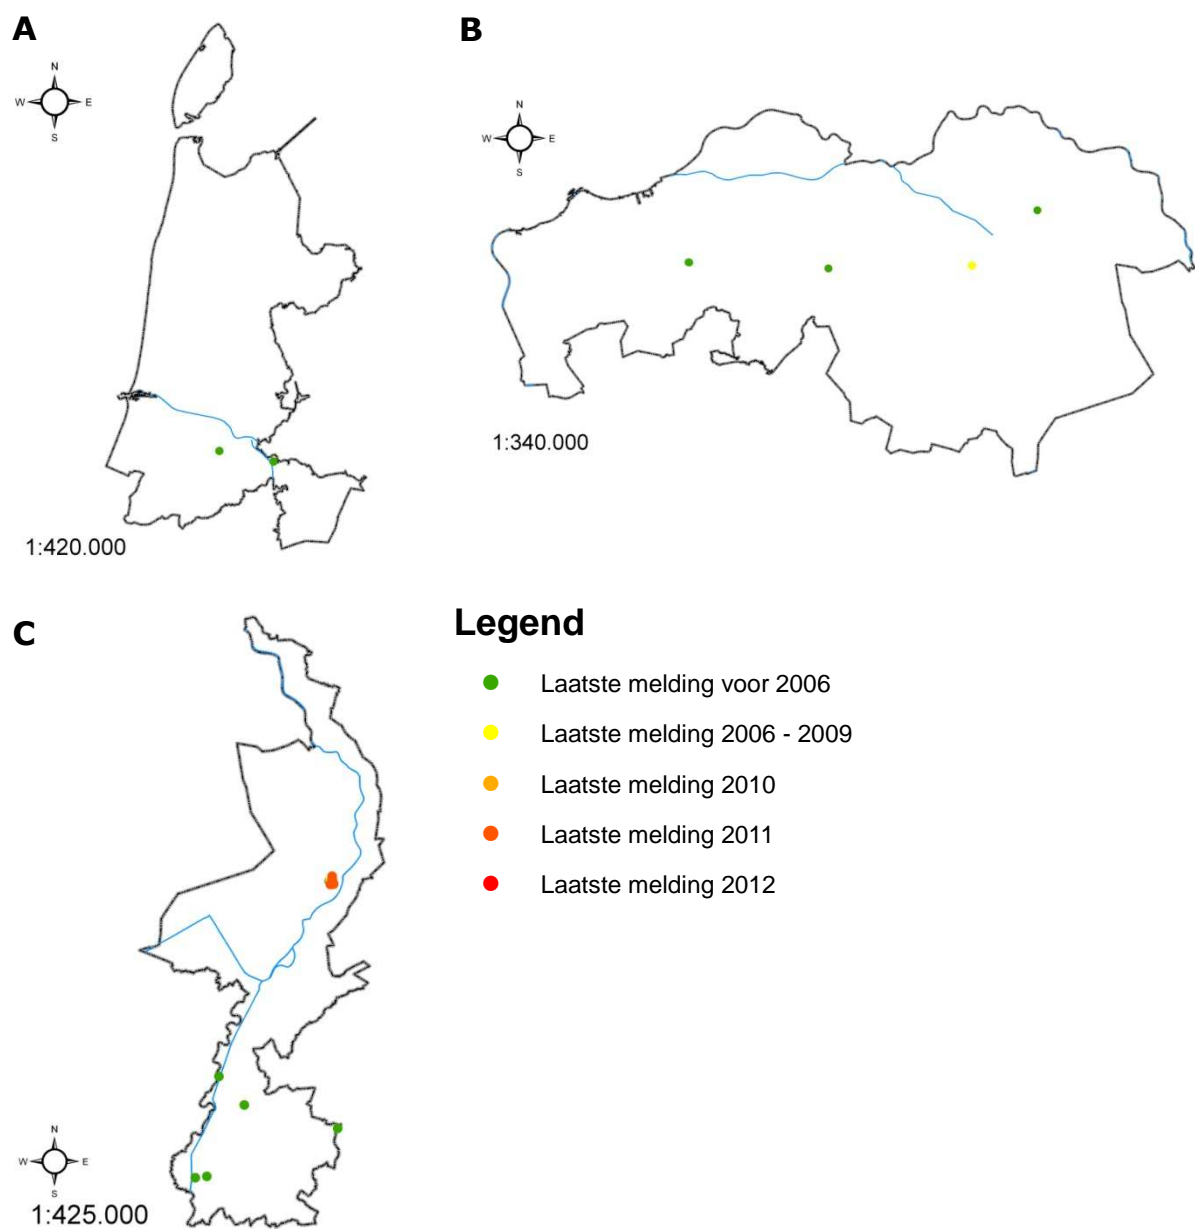 A
N
W E
S
1:420.000
B
N
W E
S
1:340.000
C
N
W E
S
1:425.000
Legend
Laatste melding voor 2006
Laatste melding 2006 - 2009
Laatste melding 2010
Laatste melding 2011
Laatste melding 2012